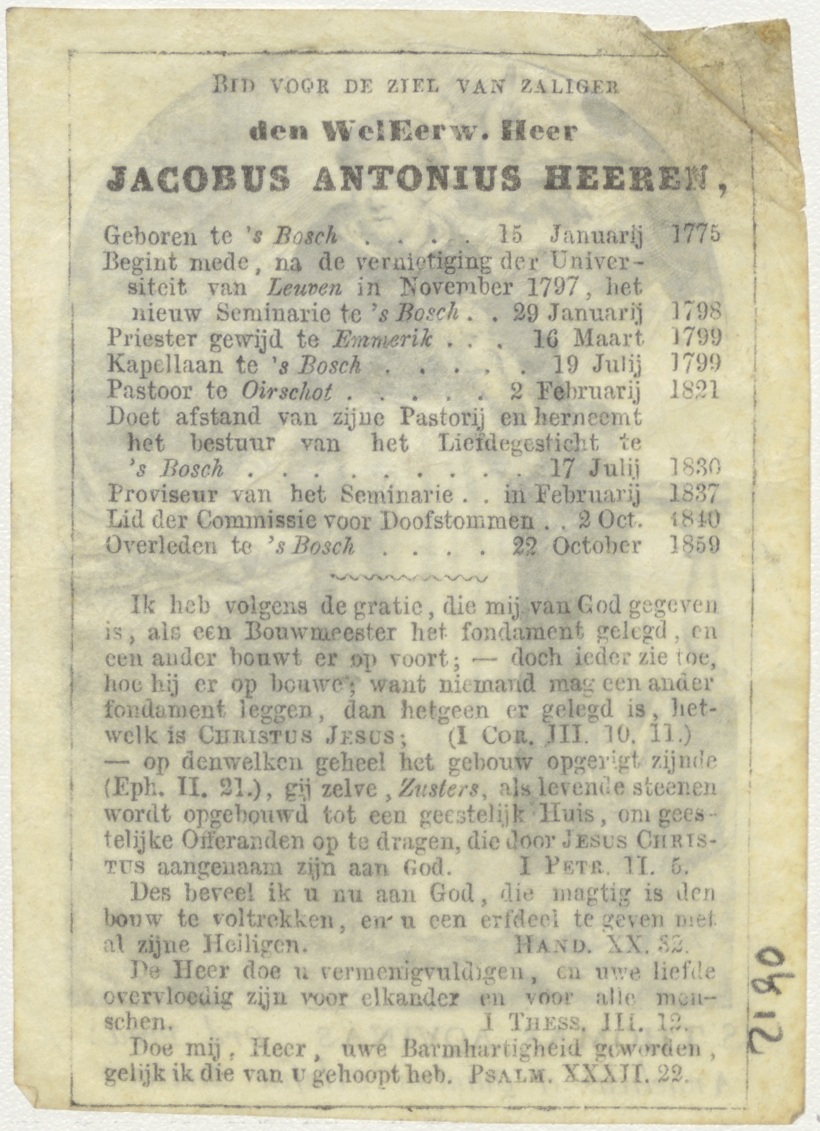 BID VOOR DE ZIEL VAN ZALIGER
den WelEerw. Heer
JACOBUS ANTONIUS HEEREN,
Geboren te 's Bosch . . . . 15 Januarij 1775
Begint mede, na de vernietiging der Univer-
siteit van Leuven in November 1797, het
nieuw Seminarie te 's Bosch . . 29 Januarij 1798
Priester gewijd te Emmerik . . . 16 Maart 1799
Kapellaan te 's Bosch . . . . . 19 Julij 1799
Pastoor te Oirschot . . . . . 2 Februarij 1821
Doet afstand van zijne Pastorij en herneemt
het bestuur van het Liefdegesticht te
's Bosch . . . . . . . . . 17 Julij 1830
Proviseur van het Seminarie . . in Februarij 1837
Lid der Commissie voor Doofstommen . . 2 Oct. 1840
Overleden te 's Bosch . . . . 22 October 1859
Ik heb volgens de gratie, die mij van God gegeven
is, als een Bouwmeester het fondament gelegd, en
een ander bouwt er op voort; — doch ieder zie toe,
hoe hij er op bouwe; want niemand mag een ander
fondament leggen, dan hetgeen er gelegd is, het-
welk is CHRISTUS JESUS; (I COR. III. 10. 11.)
— op denwelken geheel het gebouw opgerigt zijnde
(Eph. II. 21.), gij zelve, Zusters, als levende steenen
wordt opgebouwd tot een geestelijk Huis, om gees-
telijke Offeranden op te dragen, die door JESUS CHRIS-
TUS aangenaam zijn aan God. I PETR. II. 5.
Des beveel ik u nu aan God, die magtig is den
bouw te voltrekken, en u een erfdeel te geven met
al zijne Heiligen. HAND. XX. 32.
De Heer doe u vermenigvuldigen, en uwe liefde
overvloedig zijn voor elkander en voor alle men-
schen. I THESS. III. 12.
Doe mij, Heer, uwe Barmhartigheid geworden,
gelijk ik die van U gehoopt heb. PSALM. XXXII. 22.
2190